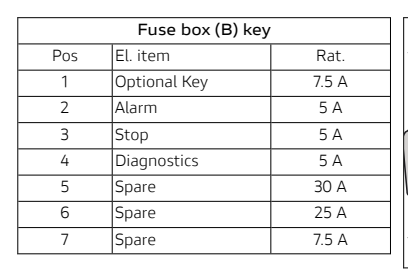 Fuse box (B) key
Pos El. item Rat.
1 Optional Key 7.5 A
2 Alarm 5 A
3 Stop 5 A
4 Diagnostics 5 A
5 Spare 30 A
6 Spare 25 A
7 Spare 7.5 A